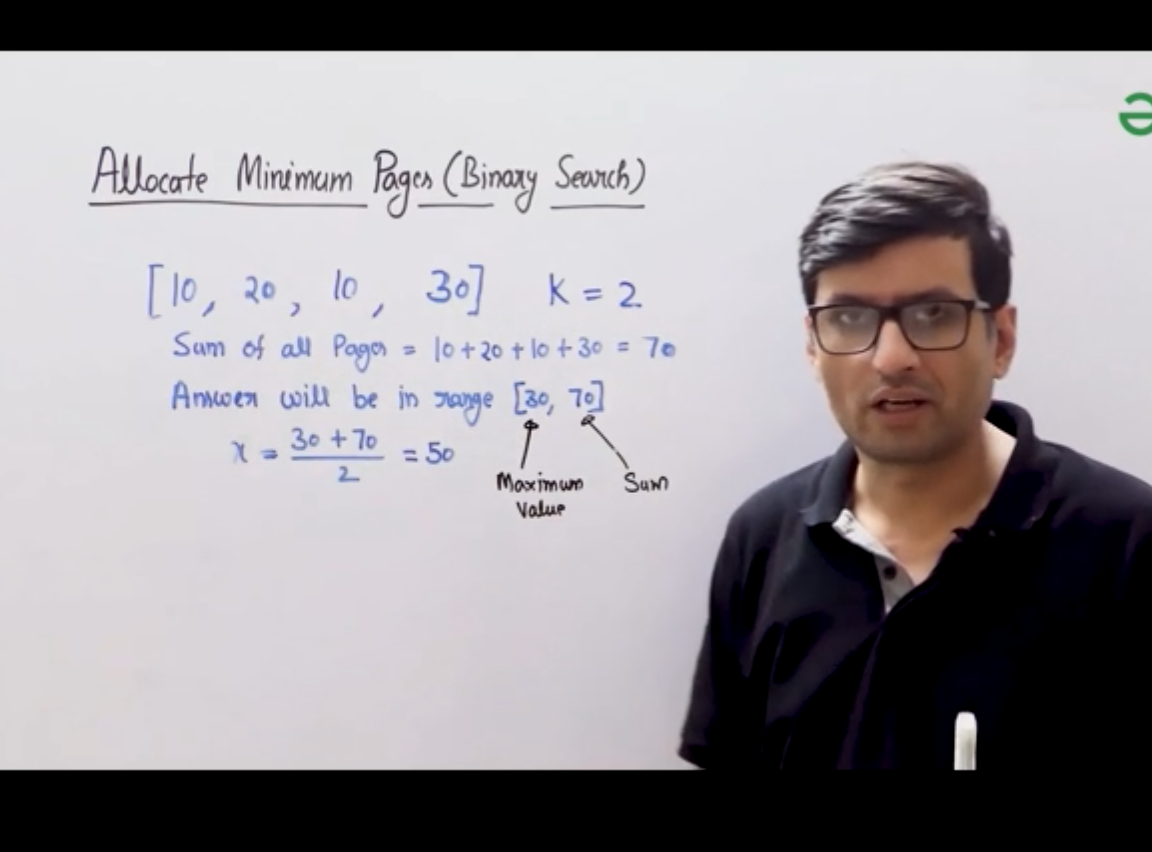 Allocate Minimum Pages (Binary Search)
[10, 20, 10, 30] K = 2
Sum of all Pages = 10+20+10+30 = 70
Answer will be in range [30, 70]
x = 30 + 70 / 2 = 50
Maximum Value
Sum